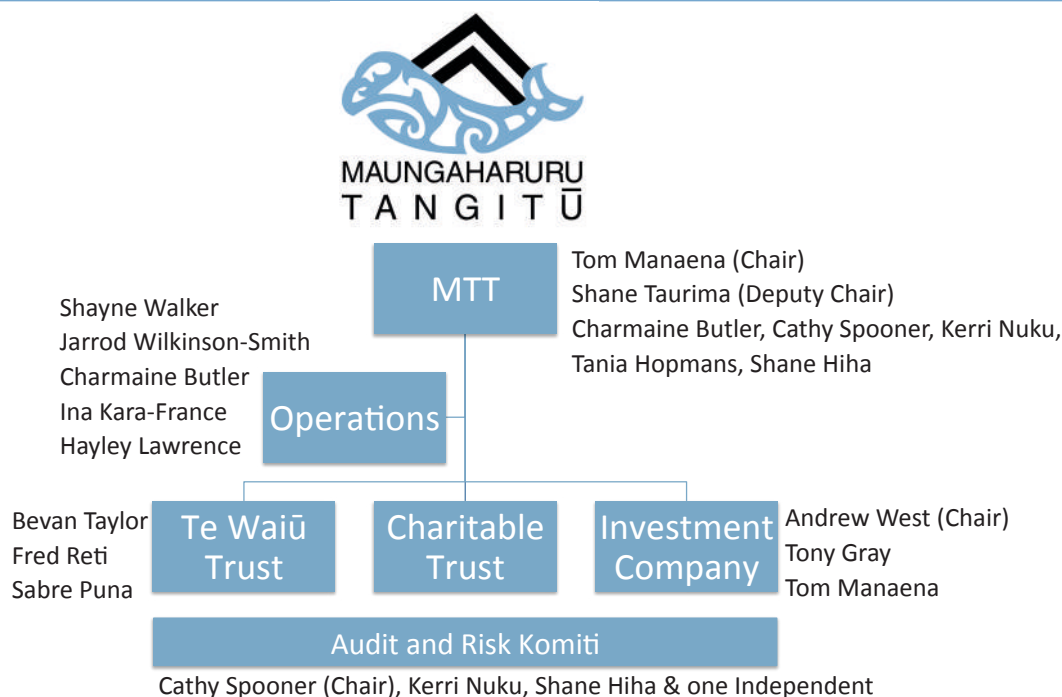 MAUNGAHARURU
TANGITŪ
MTT
Tom Manaena (Chair)
Shane Taurima (Deputy Chair)
Charmaine Butler, Cathy Spooner, Kerri Nuku,
Tania Hopmans, Shane Hiha
Shayne Walker
Jarrod Wilkinson-Smith
Charmaine Butler
Ina Kara-France
Hayley Lawrence
Operations
Bevan Taylor
Fred Reti
Sabre Puna
Te Waiū
Trust
Charitable
Trust
Investment
Company
Andrew West (Chair)
Tony Gray
Tom Manaena
Audit and Risk Komiti
Cathy Spooner (Chair), Kerri Nuku, Shane Hiha & one Independent